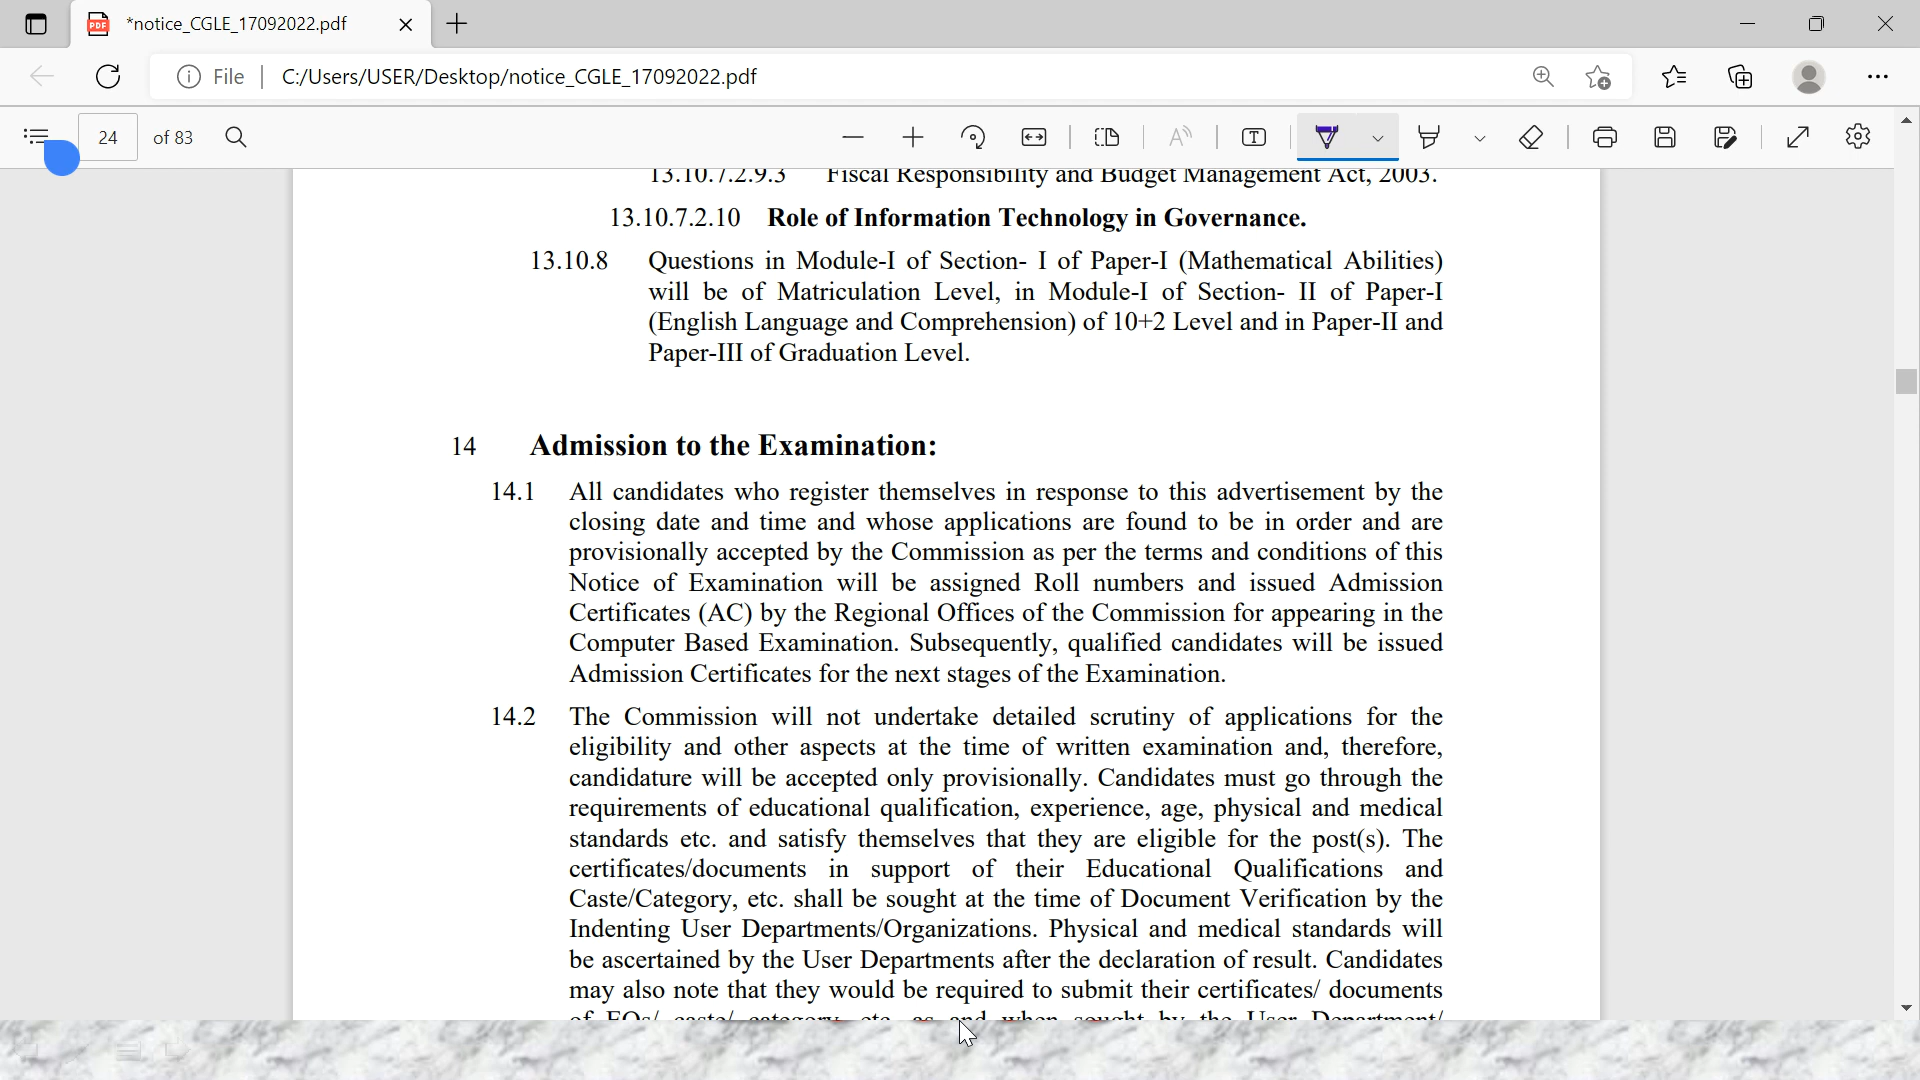 *notice_CGLE_17092022.pdf
File C:/Users/USER/Desktop/notice_CGLE_17092022.pdf
24 of 83
13.10.7.2.9.3 Fiscal Responsibility and Budget Management Act, 2003.
13.10.7.2.10 Role of Information Technology in Governance.
13.10.8 Questions in Module-I of Section- I of Paper-I (Mathematical Abilities)
will be of Matriculation Level, in Module-I of Section- II of Paper-I
(English Language and Comprehension) of 10+2 Level and in Paper-II and
Paper-III of Graduation Level.
14 Admission to the Examination:
14.1 All candidates who register themselves in response to this advertisement by the
closing date and time and whose applications are found to be in order and are
provisionally accepted by the Commission as per the terms and conditions of this
Notice of Examination will be assigned Roll numbers and issued Admission
Certificates (AC) by the Regional Offices of the Commission for appearing in the
Computer Based Examination. Subsequently, qualified candidates will be issued
Admission Certificates for the next stages of the Examination.
14.2 The Commission will not undertake detailed scrutiny of applications for the
eligibility and other aspects at the time of written examination and, therefore,
candidature will be accepted only provisionally. Candidates must go through the
requirements of educational qualification, experience, age, physical and medical
standards etc. and satisfy themselves that they are eligible for the post(s). The
certificates/documents in support of their Educational Qualifications and
Caste/Category, etc. shall be sought at the time of Document Verification by the
Indenting User Departments/Organizations. Physical and medical standards will
be ascertained by the User Departments after the declaration of result. Candidates
may also note that they would be required to submit their certificates/ documents
of EQs/ caste/ category, etc. as and when sought by the User Department/